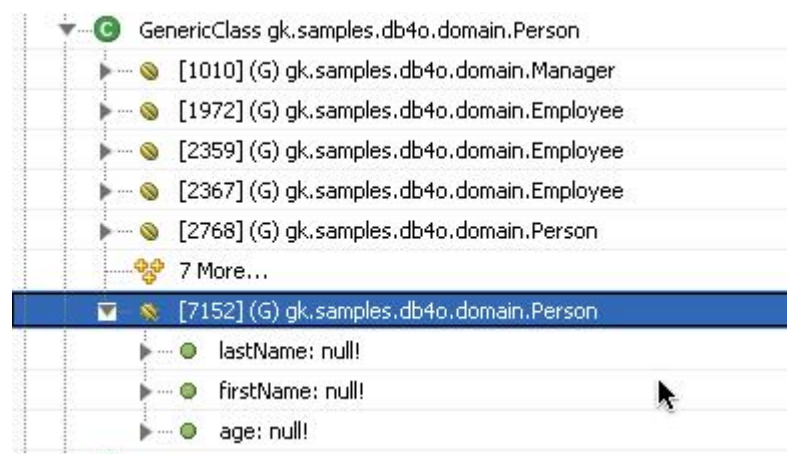 GenericClass gk.samples.db4o.domain.Person
[1010] (G) gk.samples.db4o.domain.Manager
[1972] (G) gk.samples.db4o.domain.Employee
[2359] (G) gk.samples.db4o.domain.Employee
[2367] (G) gk.samples.db4o.domain.Employee
[2768] (G) gk.samples.db4o.domain.Person
7 More...
[7152] (G) gk.samples.db4o.domain.Person
lastName: null!
firstName: null!
age: null!